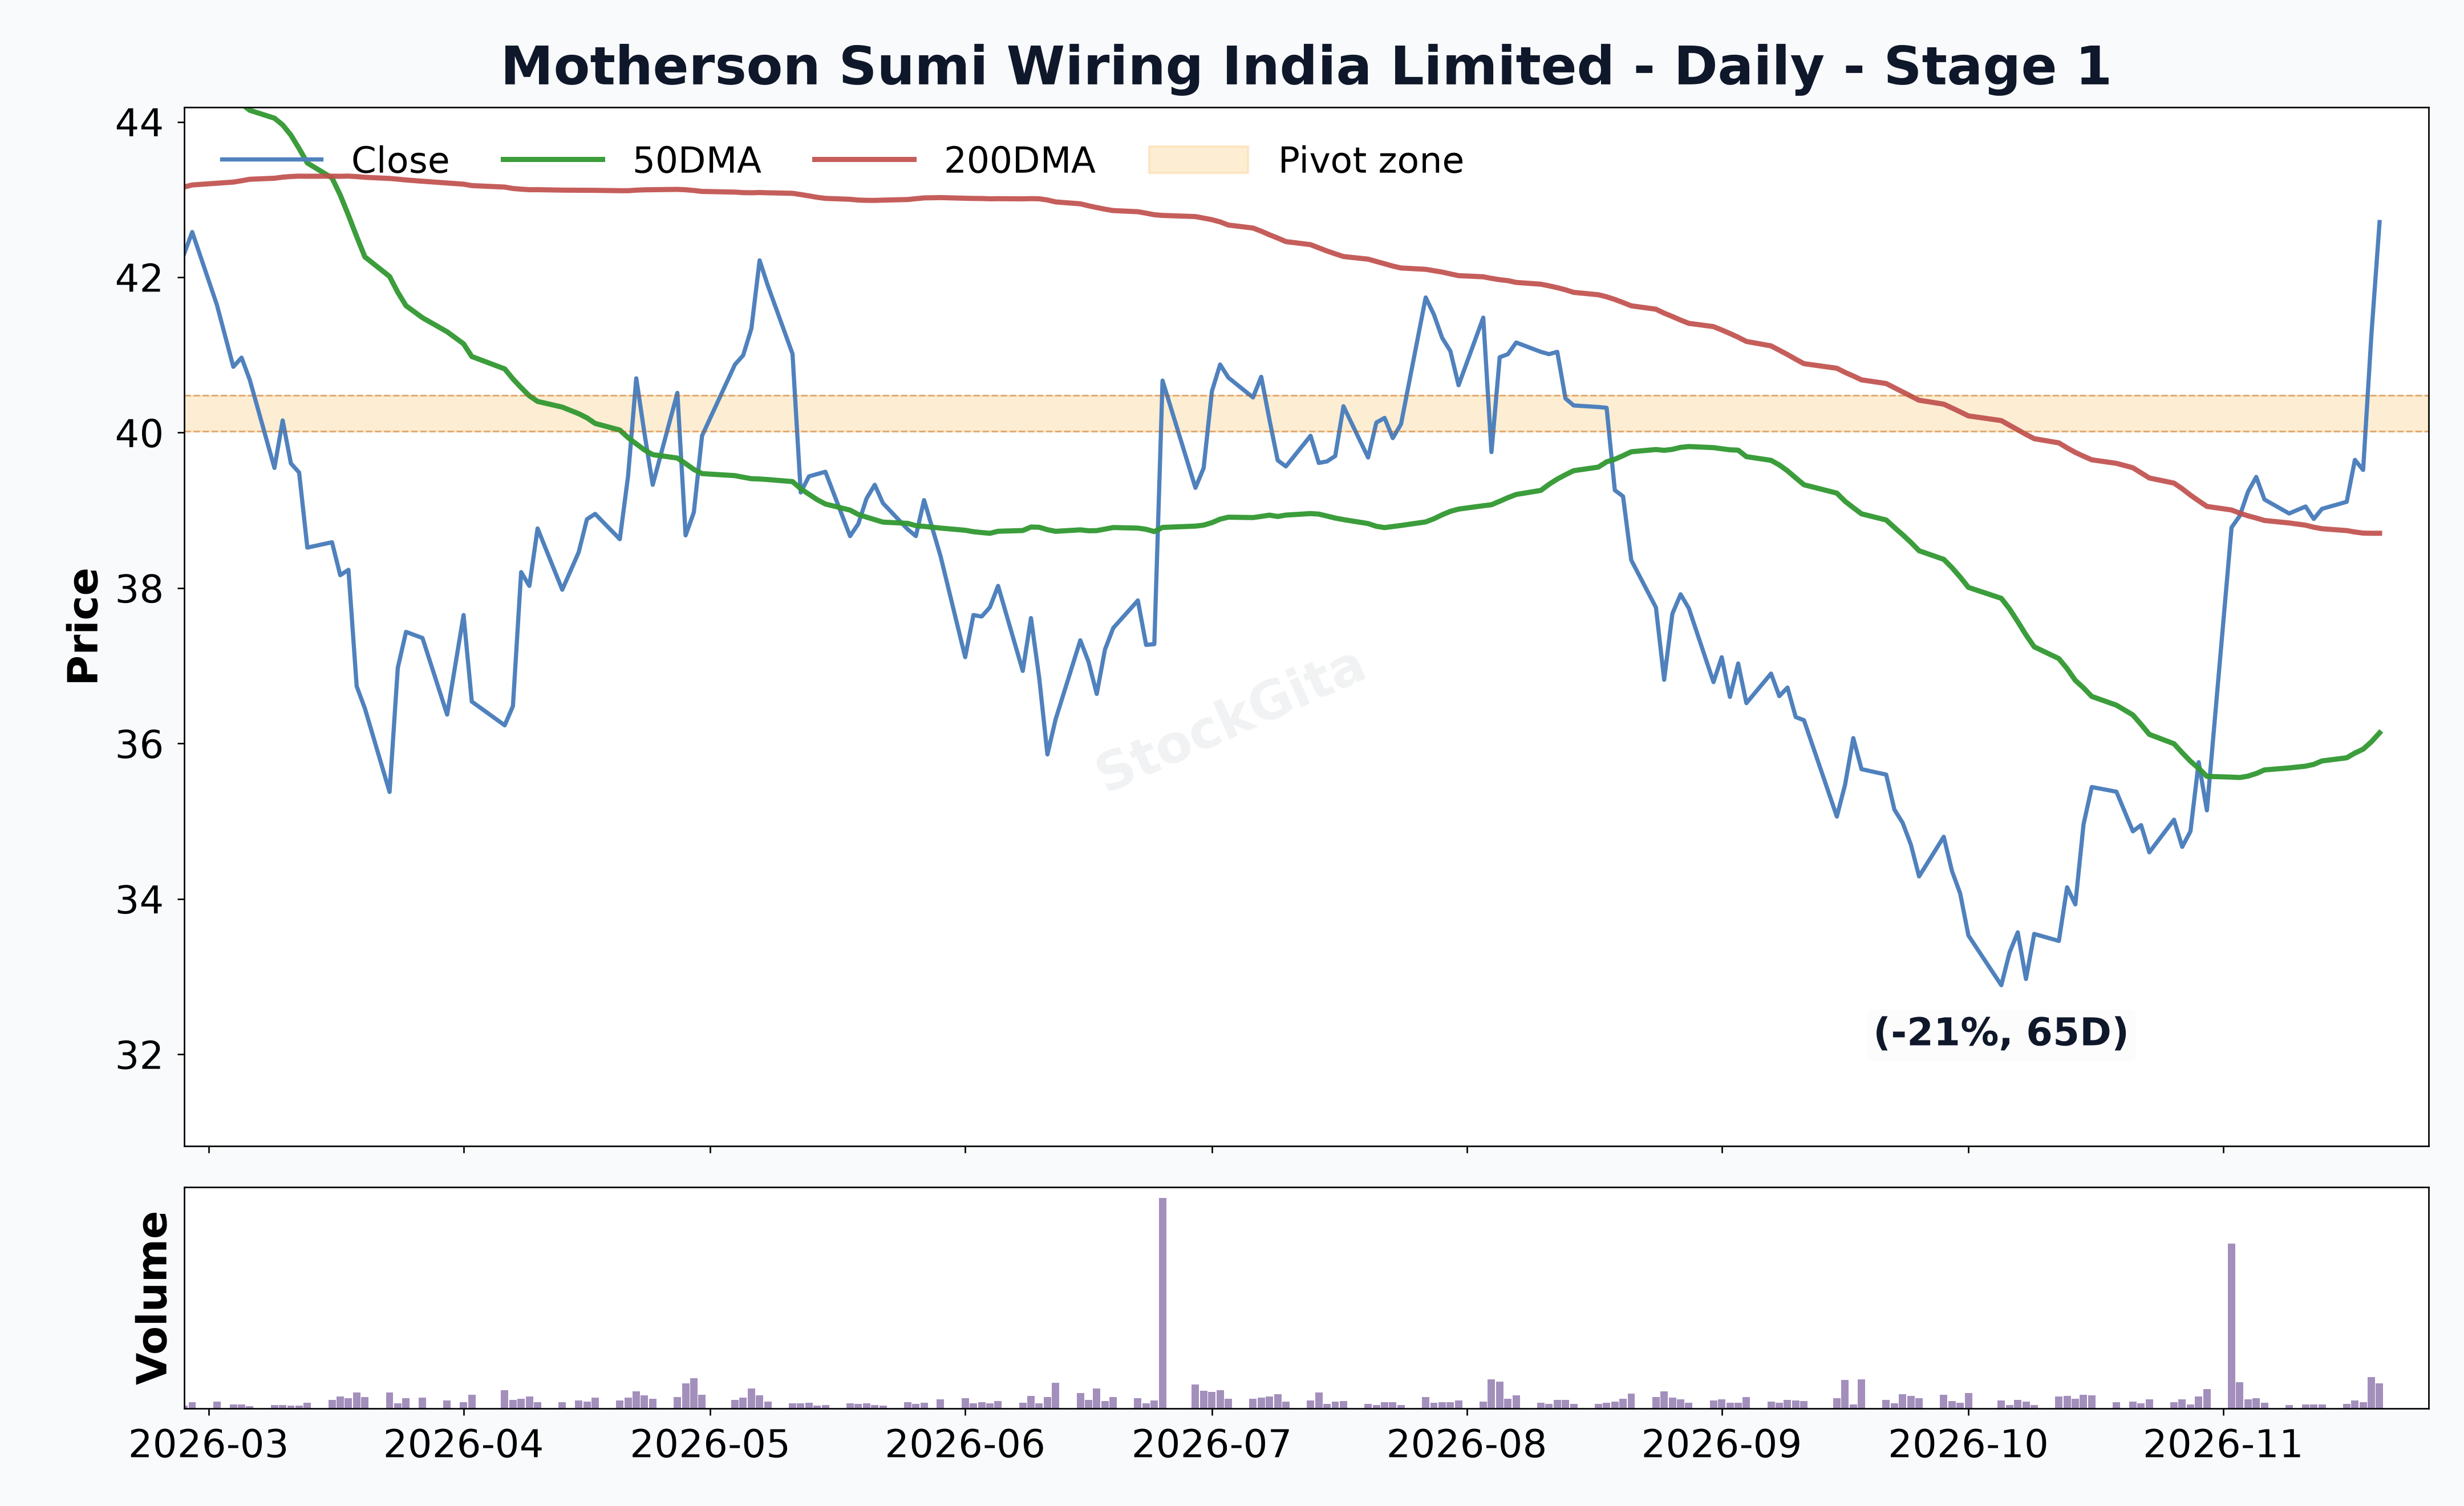 Motherson Sumi Wiring India Limited - Daily - Stage 1
Close 50DMA 200DMA Pivot zone
44
42
40
38
36
34
32
Price
StockGita
(-21%, 65D)
Volume
2026-03 2026-04 2026-05 2026-06 2026-07 2026-08 2026-09 2026-10 2026-11